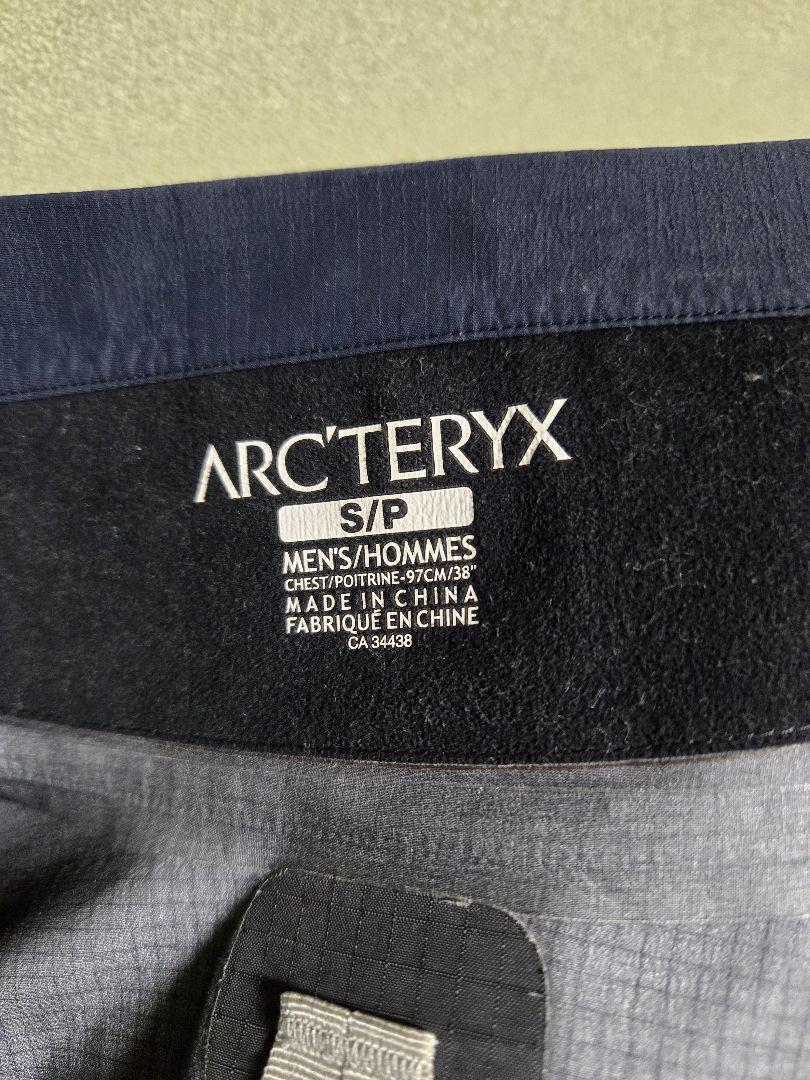 ARC'TERYX
S/P
MEN'S/HOMMES
CHEST/POITRINE-97CM/38"
MADE IN CHINA
FABRIQUÉ EN CHINE
CA 34438